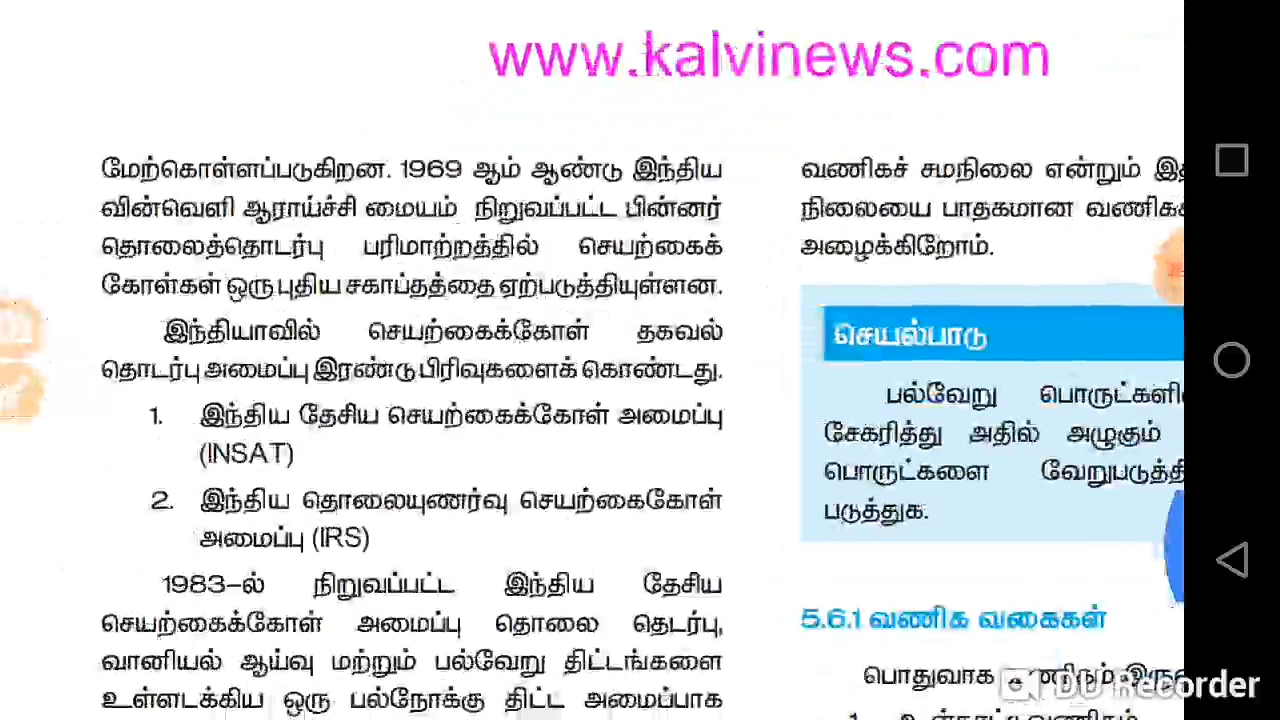 www.kalvinews.com
மேற்கொள்ளப்படுகிறன. 1969 ஆம் ஆண்டு இந்திய
வின்வெளி ஆராய்ச்சி மையம் நிறுவப்பட்ட பின்னர்
தொலைத்தொடர்பு பரிமாற்றத்தில் செயற்கைக்
கோள்கள் ஒரு புதிய சகாப்தத்தை ஏற்படுத்தியுள்ளன.
இந்தியாவில் செயற்கைக்கோள் தகவல்
தொடர்பு அமைப்பு இரண்டு பிரிவுகளைக் கொண்டது.
1. இந்திய தேசிய செயற்கைக்கோள் அமைப்பு
(INSAT)
2. இந்திய தொலையுணர்வு செயற்கைகோள்
அமைப்பு (IRS)
1983-ல் நிறுவப்பட்ட இந்திய தேசிய
செயற்கைக்கோள் அமைப்பு தொலை தெடர்பு,
வானியல் ஆய்வு மற்றும் பல்வேறு திட்டங்களை
உள்ளடக்கிய ஒரு பல்நோக்கு திட்ட அமைப்பாக
வணிகச் சமநிலை என்றும்
நிலையை பாதகமான
அழைக்கிறோம்.
செயல்பாடு
பல்வேறு
சேகரித்து அதில் அழுகும்
பொருட்களை
படுத்துக.
5.6.1 வணிக வகைகள்
பொதுவாக
DU Recorder